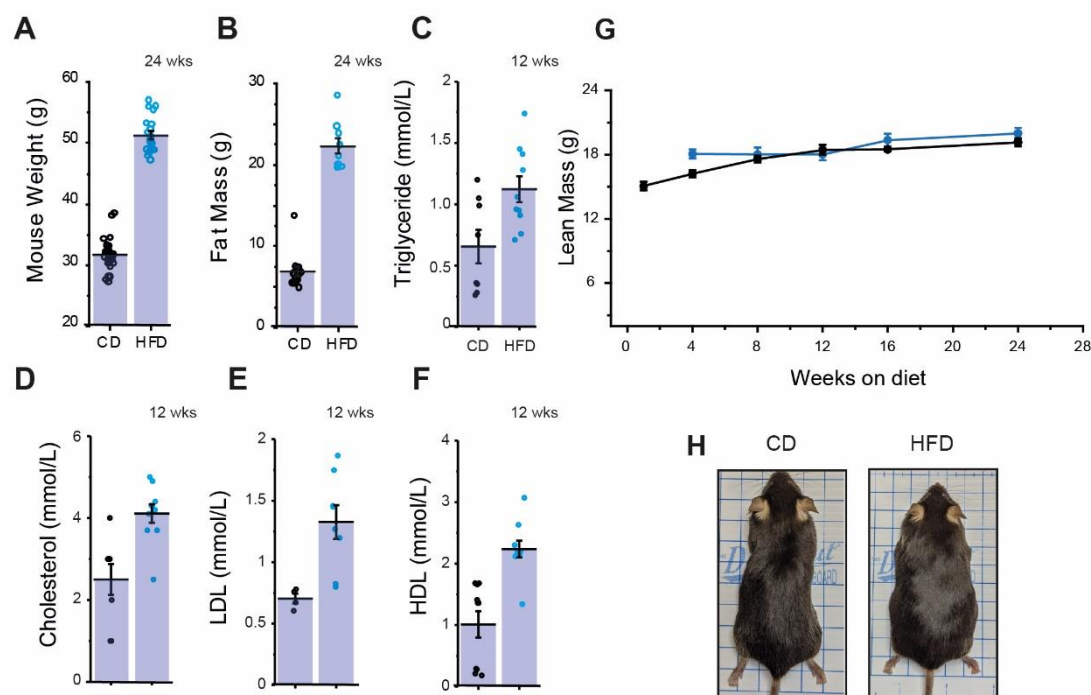 A
24 wks
Mouse Weight (g)
60
50
40
30
20
CD HFD
B
24 wks
Fat Mass (g)
30
20
10
0
CD HFD
C
12 wks
Triglyceride (mmol/L)
2
1.5
1.0
0.5
0
CD HFD
G
Lean Mass (g)
24
18
12
6
0 4 8 12 16 20 24 28
Weeks on diet
D
12 wks
Cholesterol (mmol/L)
6
4
2
0
E
12 wks
LDL (mmol/L)
2
1.5
1
0.5
0
F
12 wks
HDL (mmol/L)
4
3
2
1
0
H
CD HFD